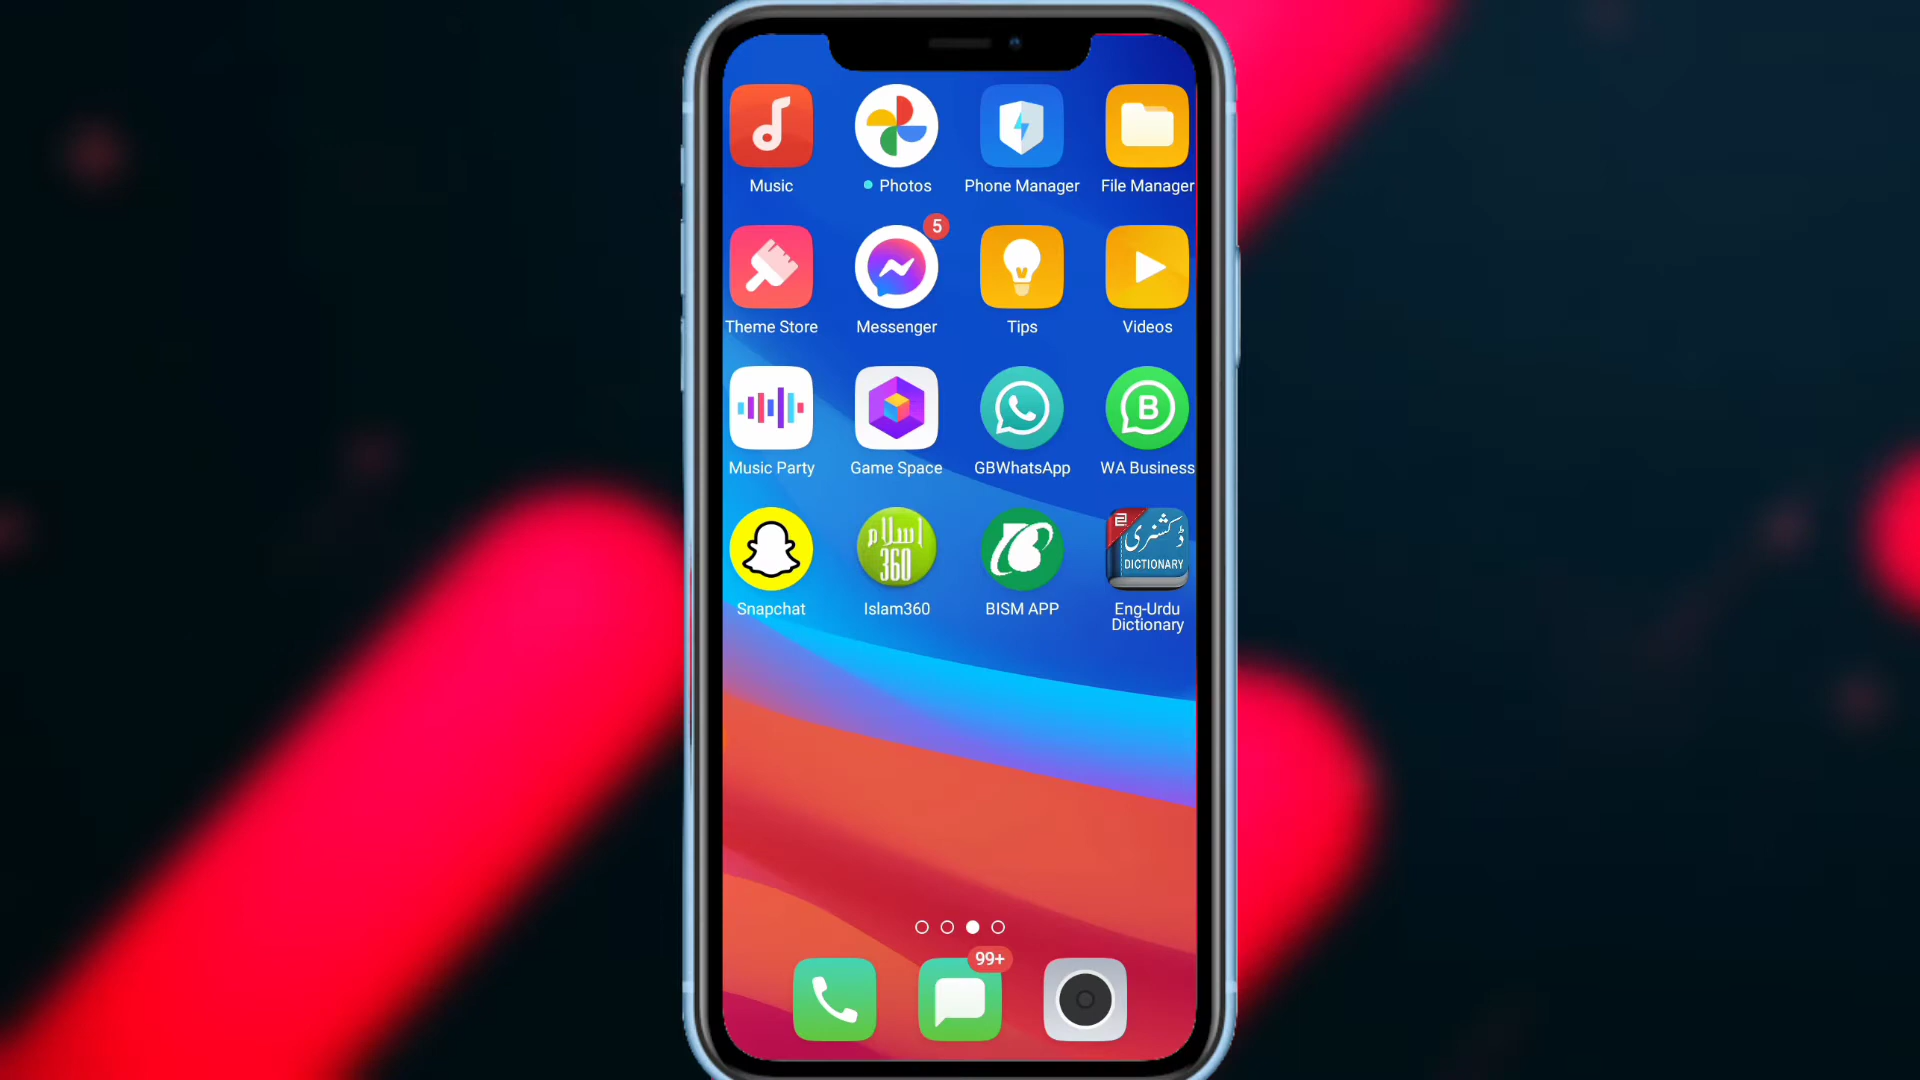 Music
Photos
Phone Manager
File Manager
5
Theme Store
Messenger
Tips
Videos
B
Music Party
Game Space
GBWhatsApp
WA Business
اسلام
360
ڈکشنری
DICTIONARY
Snapchat
Islam360
BISM APP
Eng-Urdu
Dictionary
99+